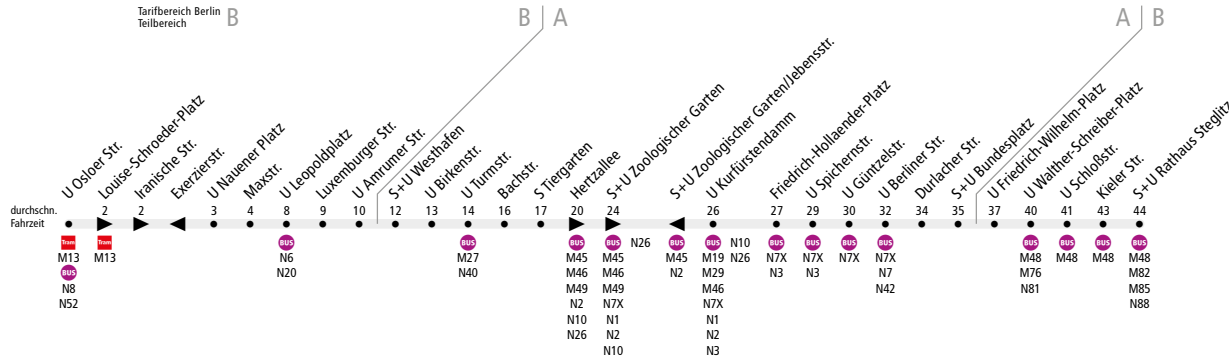 Tarifbereich Berlin
Teilbereich
B
B
A
A
B
U Osloer Str.
Louise-Schroeder-Platz
Iranische Str.
Exerzierstr.
U Nauener Platz
Maxstr.
U Leopoldplatz
Luxemburger Str.
U Amrumer Str.
S+U Westhafen
U Birkenstr.
U Turmstr.
Bachstr.
S Tiergarten
Hertzallee
S+U Zoologischer Garten
S+U Zoologischer Garten/Jebensstr.
U Kurfürstendamm
Friedrich-Hollaender-Platz
U Spichernstr.
U Güntzelstr.
U Berliner Str.
Durlacher Str.
S+U Bundesplatz
U Friedrich-Wilhelm-Platz
U Walther-Schreiber-Platz
U Schloßstr.
Kieler Str.
S+U Rathaus Steglitz
durchschn.
Fahrzeit
2 2 3 4 8 9 10 12 13 14 16 17 20 24 26 27 29 30 32 34 35 37 40 41 43 44
Tram
M13
BUS
N8
N52
Tram
M13
BUS
N6
N20
BUS
M27
N40
BUS
M45
M46
M49
N2
N10
N26
BUS
M45
M46
M49
N7X
N1
N2
N10
N26
BUS
M45
N2
BUS
M19
M29
M46
N7X
N1
N2
N3
N10
N26
BUS
N7X
N3
BUS
N7X
N3
BUS
N7X
BUS
N7X
N7
N42
BUS
M48
M76
N81
BUS
M48
BUS
M48
BUS
M48
M82
M85
N88